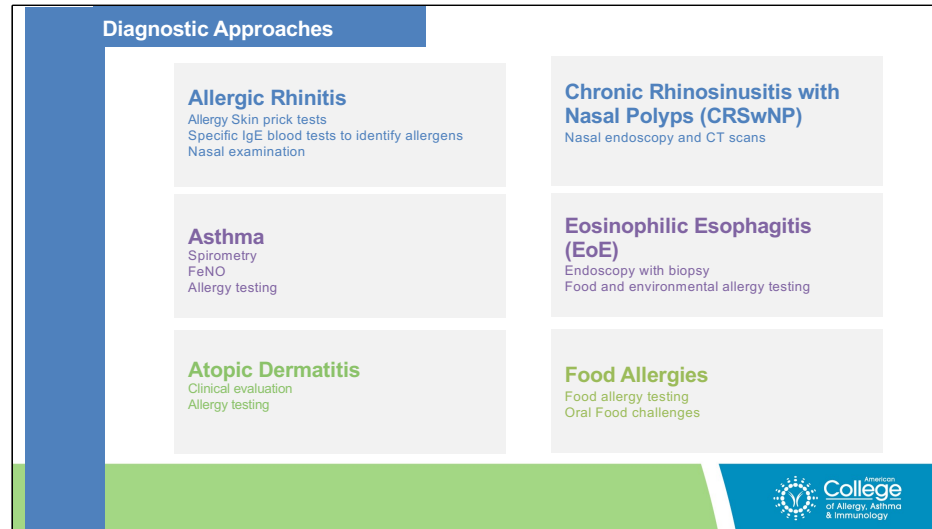 Diagnostic Approaches
Allergic Rhinitis
Allergy Skin prick tests
Specific IgE blood tests to identify allergens
Nasal examination
Chronic Rhinosinusitis with
Nasal Polyps (CRSwNP)
Nasal endoscopy and CT scans
Asthma
Spirometry
FeNO
Allergy testing
Eosinophilic Esophagitis
(EoE)
Endoscopy with biopsy
Food and environmental allergy testing
Atopic Dermatitis
Clinical evaluation
Allergy testing
Food Allergies
Food allergy testing
Oral Food challenges
American
College
of Allergy, Asthma
& Immunology